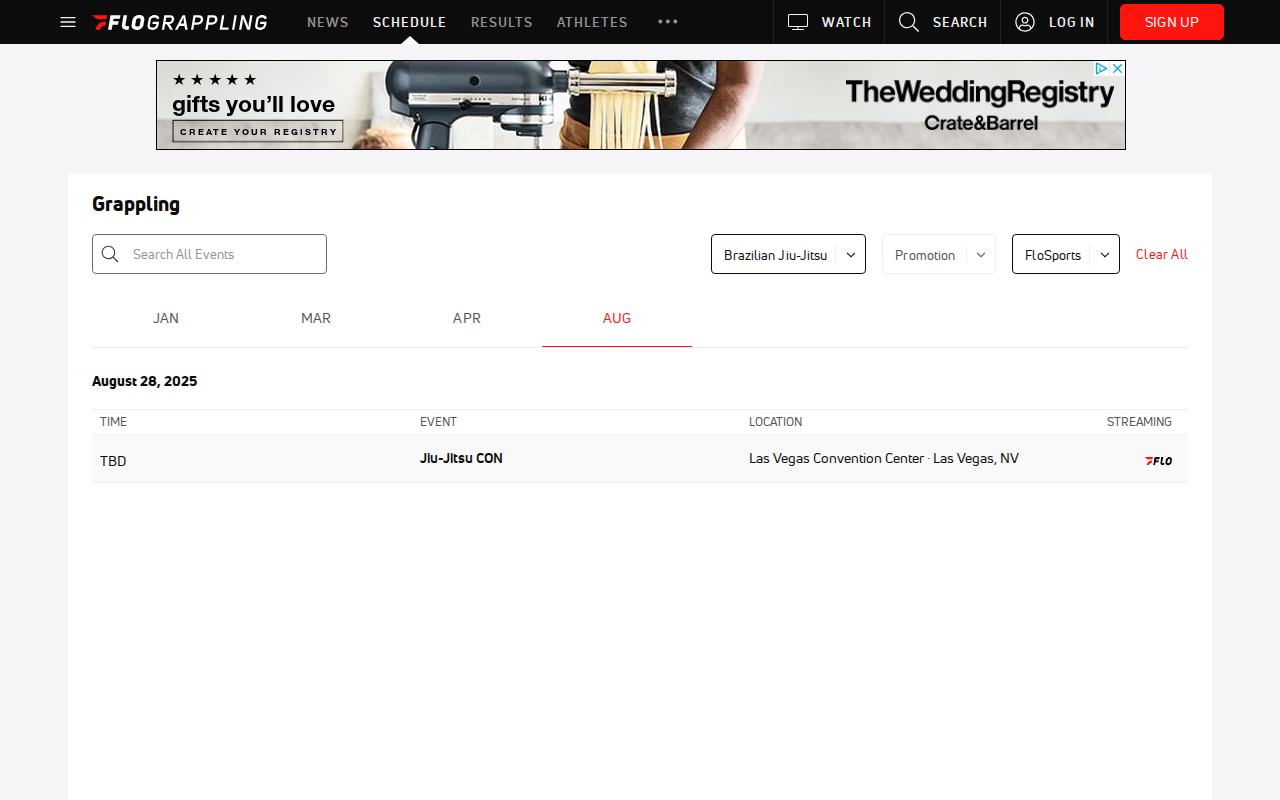 FLOGRAPPLING NEWS SCHEDULE RESULTS ATHLETES WATCH SEARCH LOG IN SIGN UP
★★★★★
gifts you'll love
CREATE YOUR REGISTRY
TheWeddingRegistry
Crate&Barrel
Grappling
Search All Events Brazilian Jiu-Jitsu Promotion FloSports Clear All
JAN MAR APR AUG
August 28, 2025
TIME EVENT LOCATION STREAMING
TBD Jiu-Jitsu CON Las Vegas Convention Center · Las Vegas, NV FLO